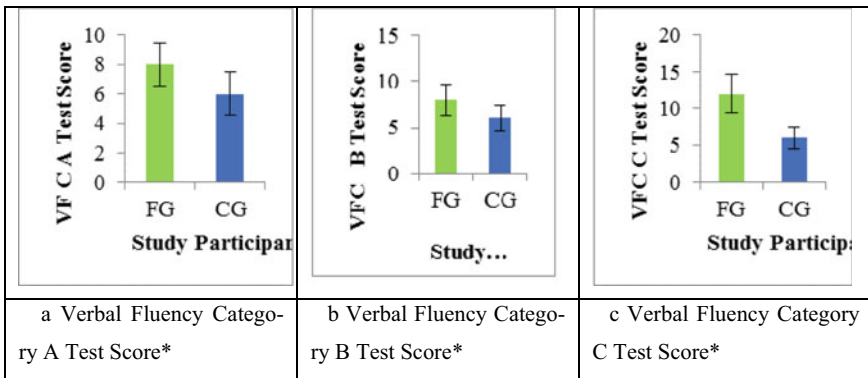 10
8
6
4
2
0
VF C A Test Score
FG CG
Study Participan
15
10
5
0
VFC B Test Score
FG CG
Study...
20
15
10
5
0
VFC C Test Score
FG CG
Study Participa
a Verbal Fluency Catego-
ry A Test Score*
b Verbal Fluency Catego-
ry B Test Score*
c Verbal Fluency Category
C Test Score*